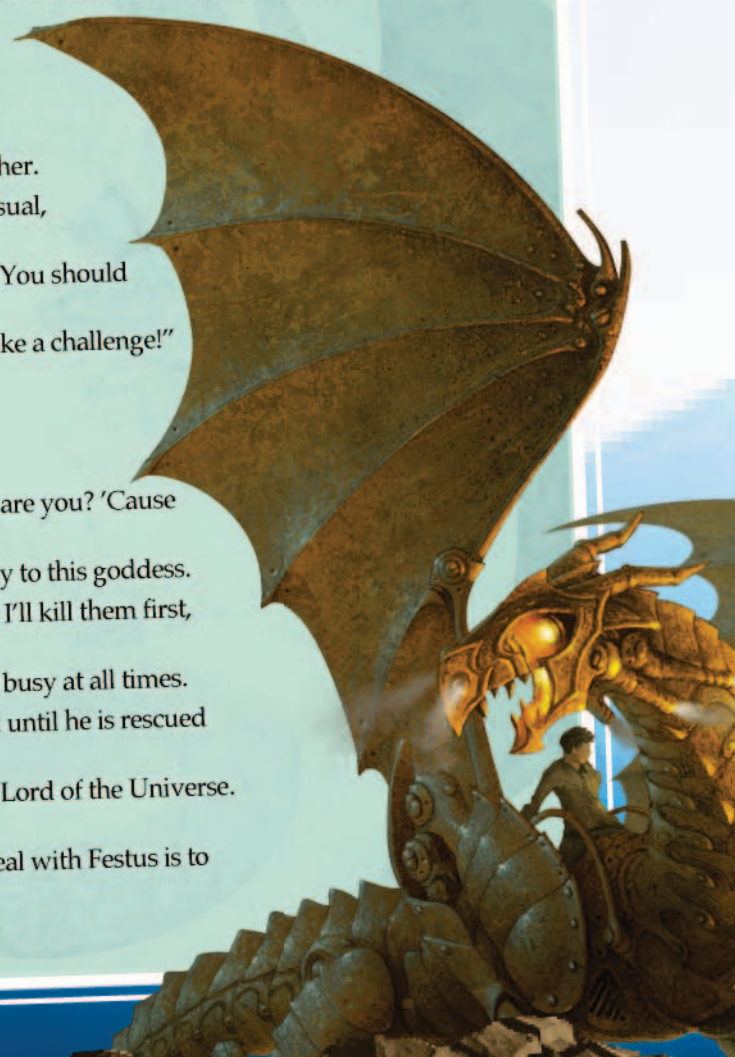 her.
sual,
You should
ke a challenge!”
are you? ’Cause
y to this goddess.
I’ll kill them first,
busy at all times.
until he is rescued
Lord of the Universe.
eal with Festus is to